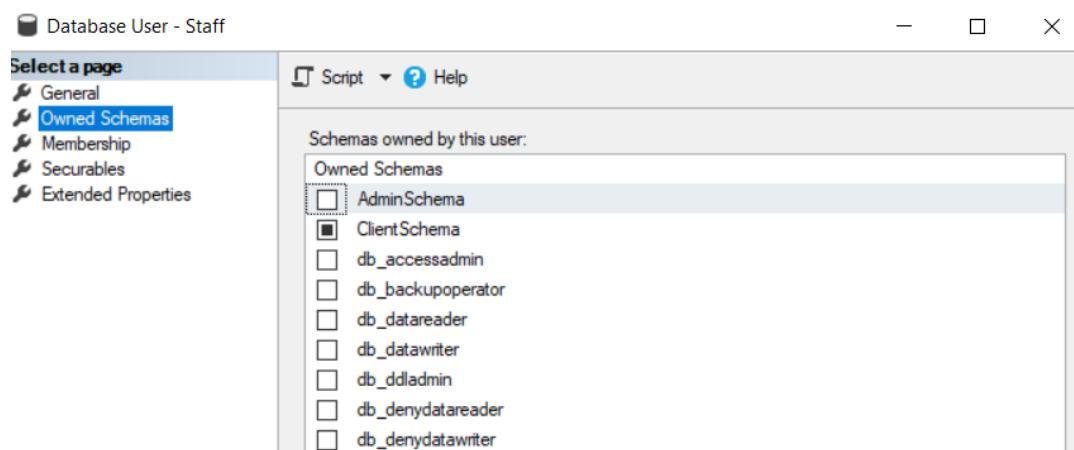 Database User - Staff
Select a page
General
Owned Schemas
Membership
Securables
Extended Properties
Script Help
Schemas owned by this user:
Owned Schemas
AdminSchema
ClientSchema
db_accessadmin
db_backupoperator
db_datareader
db_datawriter
db_ddladmin
db_denydatareader
db_denydatawriter